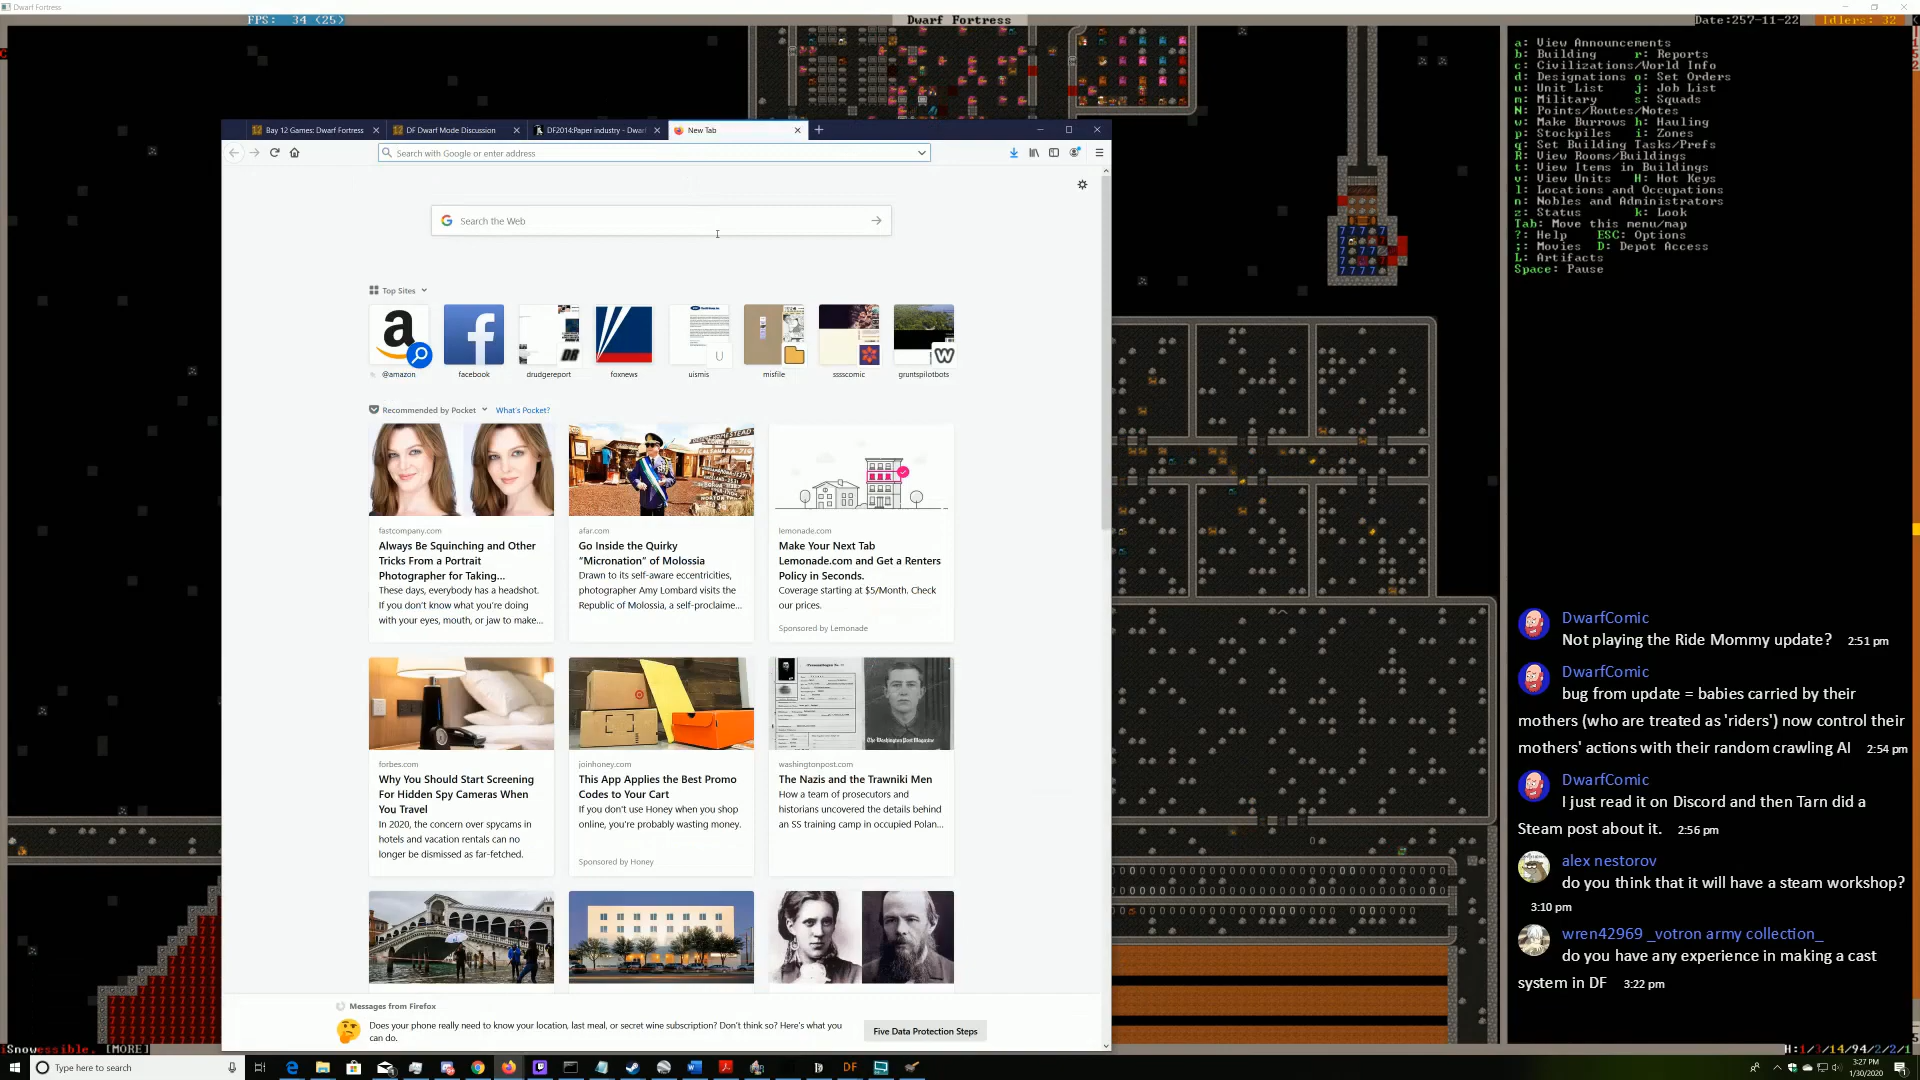 Dwarf Fortress
FPS: 34 (25)
Dwarf Fortress
Date:257-11-22
Idlers: 32
a: View Announcements
b: Building r: Reports
c: Civilizations/World Info
d: Designations o: Set Orders
u: Unit List j: Job List
m: Military s: Squads
N: Points/Routes/Notes
w: Make Burrows h: Hauling
p: Stockpiles i: Zones
q: Set Building Tasks/Prefs
R: View Rooms/Buildings
t: View Items in Buildings
v: View Units H: Hot Keys
l: Locations and Occupations
n: Nobles and Administrators
z: Status k: Look
Tab: Move this menu/map
?: Help ESC: Options
;: Movies D: Depot Access
L: Artifacts
Space: Pause
Bay 12 Games: Dwarf Fortress
DF Dwarf Mode Discussion
DF2014:Paper industry - Dwar
New Tab
Search with Google or enter address
Search the Web
Top Sites
@amazon
facebook
drudgereport
foxnews
uismis
misfile
sssscomic
gruntspilotbots
Recommended by Pocket
What's Pocket?
fastcompany.com
Always Be Squinching and Other
Tricks From a Portrait
Photographer for Taking...
These days, everybody has a headshot.
If you don't know what you're doing
with your eyes, mouth, or jaw to make...
afar.com
Go Inside the Quirky
“Micronation” of Molossia
Drawn to its self-aware eccentricities,
photographer Amy Lombard visits the
Republic of Molossia, a self-proclaime...
lemonade.com
Make Your Next Tab
Lemonade.com and Get a Renters
Policy in Seconds.
Coverage starting at $5/Month. Check
our prices.
Sponsored by Lemonade
forbes.com
Why You Should Start Screening
For Hidden Spy Cameras When
You Travel
In 2020, the concern over spycams in
hotels and vacation rentals can no
longer be dismissed as far-fetched.
joinhoney.com
This App Applies the Best Promo
Codes to Your Cart
If you don't use Honey when you shop
online, you're probably wasting money.
Sponsored by Honey
The Washington Post Magazine
washingtonpost.com
The Nazis and the Trawniki Men
How a team of prosecutors and
historians uncovered the details behind
an SS training camp in occupied Polan...
Messages from Firefox
Does your phone really need to know your location, last meal, or secret wine subscription? Don't think so? Here's what you
can do.
Five Data Protection Steps
DwarfComic
Not playing the Ride Mommy update? 2:51 pm
DwarfComic
bug from update = babies carried by their
mothers (who are treated as 'riders') now control their
mothers' actions with their random crawling AI 2:54 pm
DwarfComic
I just read it on Discord and then Tarn did a
Steam post about it. 2:56 pm
alex nestorov
do you think that it will have a steam workshop?
3:10 pm
wren42969 _votron army collection_
do you have any experience in making a cast
system in DF 3:22 pm
iSnowessible. [MORE]
H:1/3/14/94/2/2/1
Type here to search
3:27 PM
1/30/2020